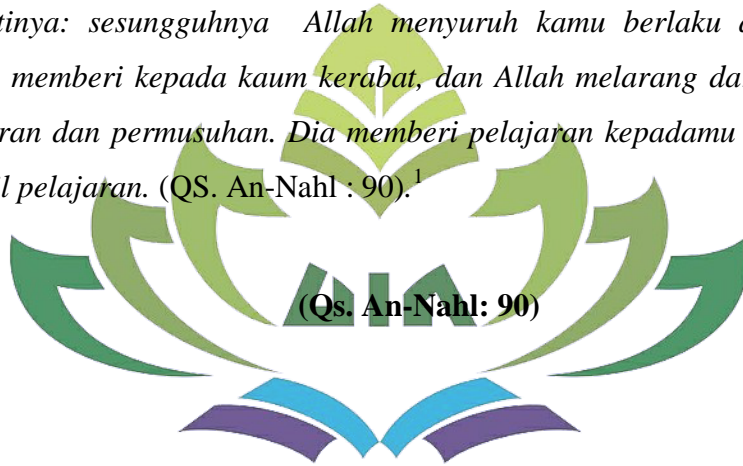 tinya: sesungguhnya Allah menyuruh kamu berlaku
memberi kepada kaum kerabat, dan Allah melarang da
ran dan permusuhan. Dia memberi pelajaran kepadamu
l pelajaran. (QS. An-Nahl : 90).¹
(Qs. An-Nahl: 90)